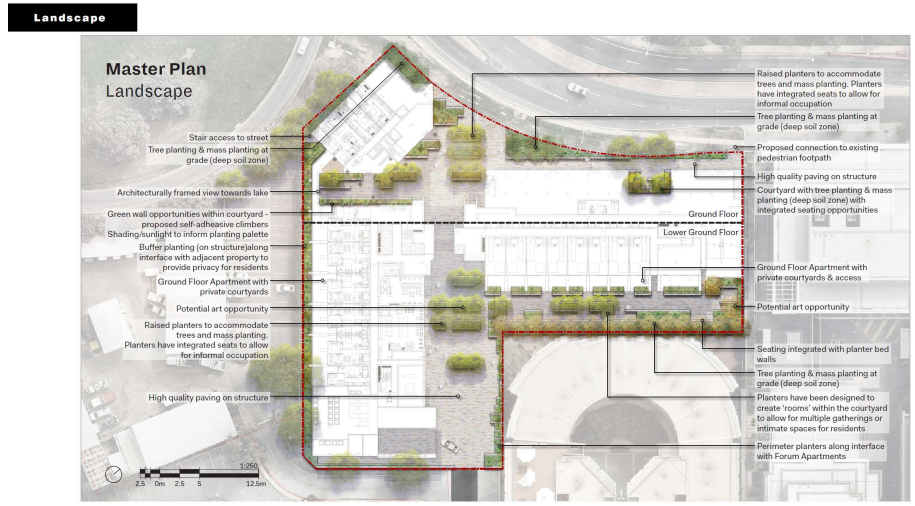 Landscape
Master Plan
Landscape
Stair access to street
Tree planting & mass planting at
grade (deep soil zone)
Architecturally framed view towards lake
Green wall opportunities within courtyard -
proposed self-adhesive climbers
Shading/sunlight to inform planting palette
Buffer planting (on structure)along
interface with adjacent property to
provide privacy for residents
Ground Floor Apartment with
private courtyards
Potential art opportunity
Raised planters to accommodate
trees and mass planting.
Planters have integrated seats to allow
for informal occupation
High quality paving on structure
1:250
2.5 0m 2.5 5 12.5m
Ground Floor
Lower Ground Floor
Raised planters to accommodate
trees and mass planting. Planters
have integrated seats to allow for
informal occupation
Tree planting & mass planting at
grade (deep soil zone)
Proposed connection to existing
pedestrian footpath
High quality paving on structure
Courtyard with tree planting & mass
planting (deep soil zone) with
integrated seating opportunities
Ground Floor Apartment with
private courtyards & access
Potential art opportunity
Seating integrated with planter bed
walls
Tree planting & mass planting at
grade (deep soil zone)
Planters have been designed to
create 'rooms' within the courtyard
to allow for multiple gatherings or
intimate spaces for residents
Perimeter planters along interface
with Forum Apartments